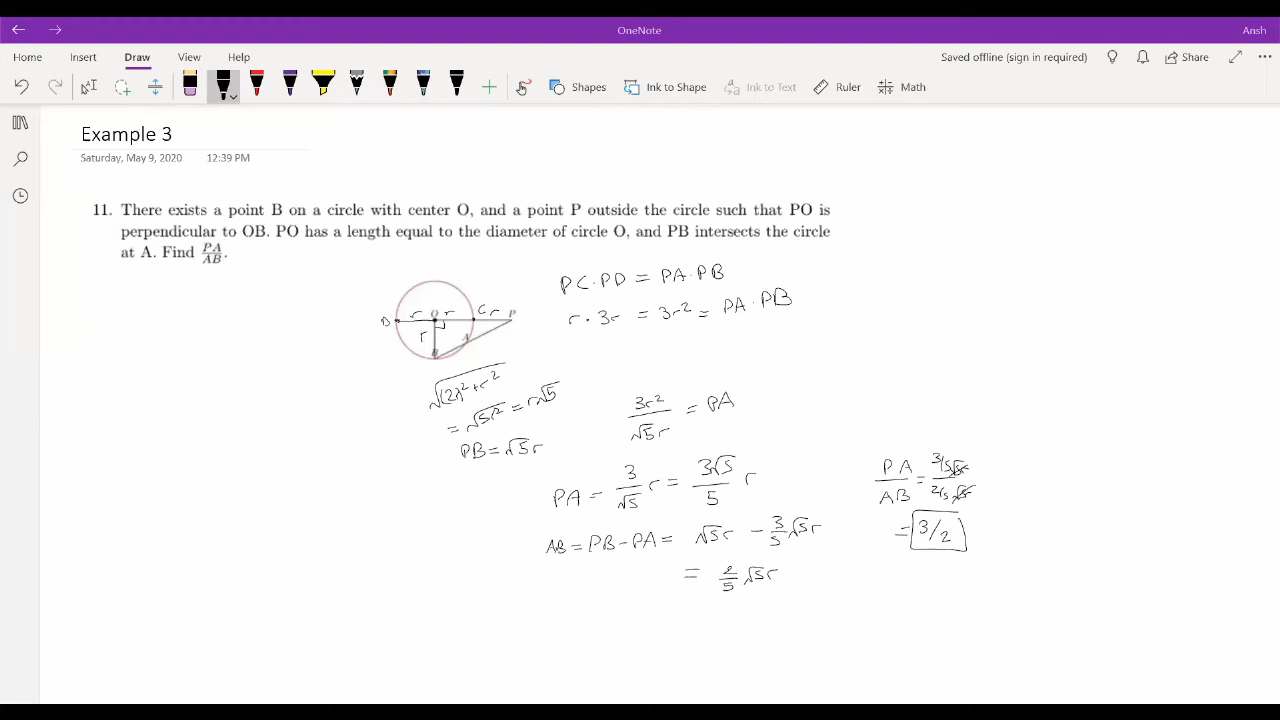 OneNote
Ansh
Home Insert Draw View Help
Saved offline (sign in required) Share
Shapes Ink to Shape Ink to Text Ruler Math
Example 3
Saturday, May 9, 2020 12:39 PM
11. There exists a point B on a circle with center O, and a point P outside the circle such that PO is
perpendicular to OB. PO has a length equal to the diameter of circle O, and PB intersects the circle
at A. Find PA/AB.
PC·PD = PA·PB
r·3r = 3r² = PA·PB
D r O r C r P
r A
B
√(2r)²+r²
= √5r² = r√5
PB = √5r
3r²/√5r = PA
PA = 3/√5 r = 3√5/5 r
AB = PB-PA = √5r - 3/5 √5r
= 2/5 √5r
PA/AB = 3/5√5r / 2/5√5r
= 3/2